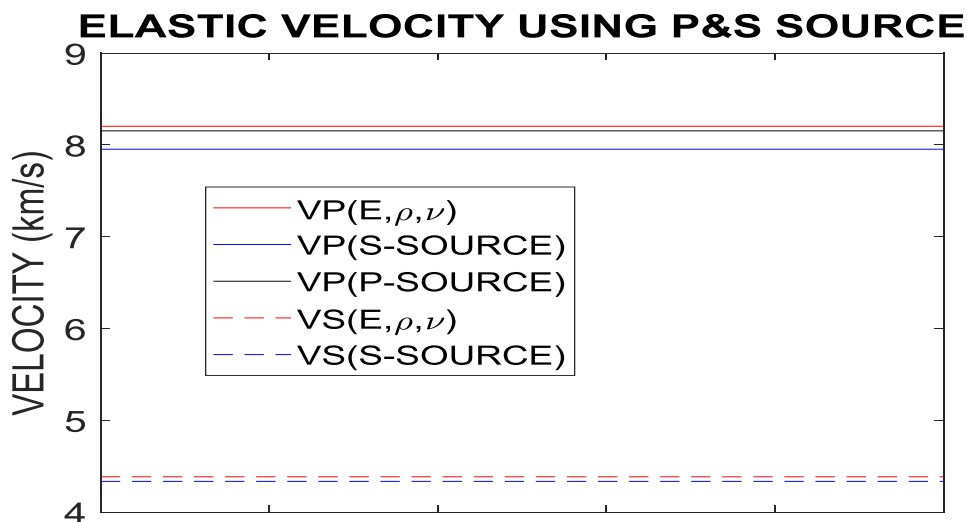 ELASTIC VELOCITY USING P&S SOURCE
9
8
7
6
5
4
VELOCITY (km/s)
VP(E,ρ,ν)
VP(S-SOURCE)
VP(P-SOURCE)
VS(E,ρ,ν)
VS(S-SOURCE)